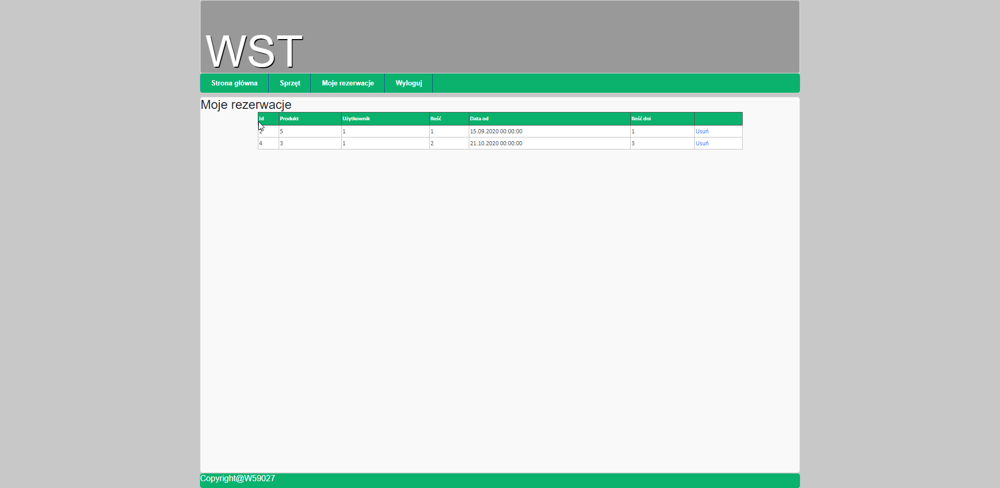 WST
Strona główna Sprzęt Moje rezerwacje Wyloguj
Moje rezerwacje
Id Produkt Użytkownik Ilość Data od Ilość dni
2 5 1 1 15.09.2020 00:00:00 1 Usuń
4 3 1 2 21.10.2020 00:00:00 3 Usuń
Copyright@W59027